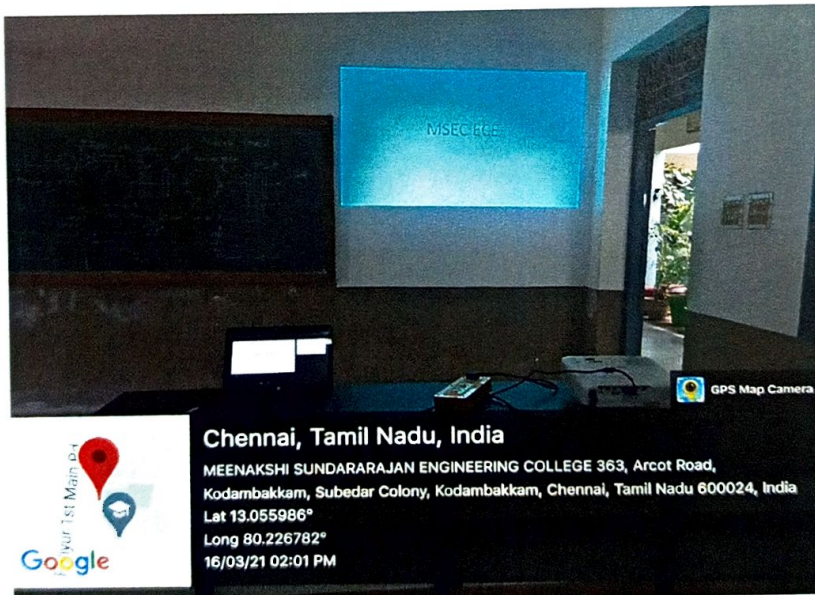 MSEC ECE
GPS Map Camera
Chennai, Tamil Nadu, India
MEENAKSHI SUNDARARAJAN ENGINEERING COLLEGE 363, Arcot Road,
Kodambakkam, Subedar Colony, Kodambakkam, Chennai, Tamil Nadu 600024, India
Lat 13.055986°
Long 80.226782°
16/03/21 02:01 PM
1st Main
Google